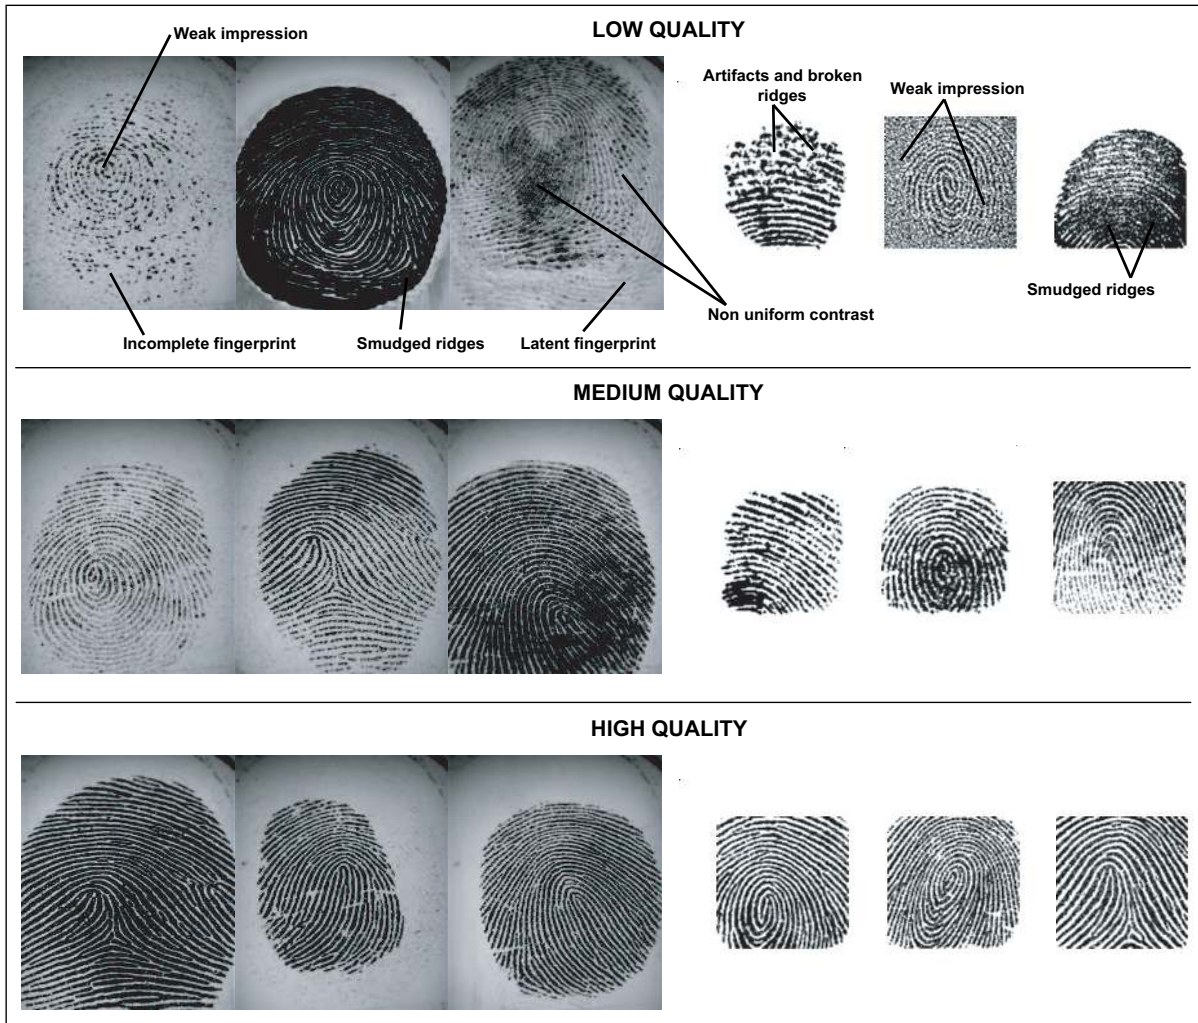 LOW QUALITY
Weak impression
Artifacts and broken
ridges
Weak impression
Smudged ridges
Non uniform contrast
Incomplete fingerprint
Smudged ridges
Latent fingerprint
MEDIUM QUALITY
HIGH QUALITY